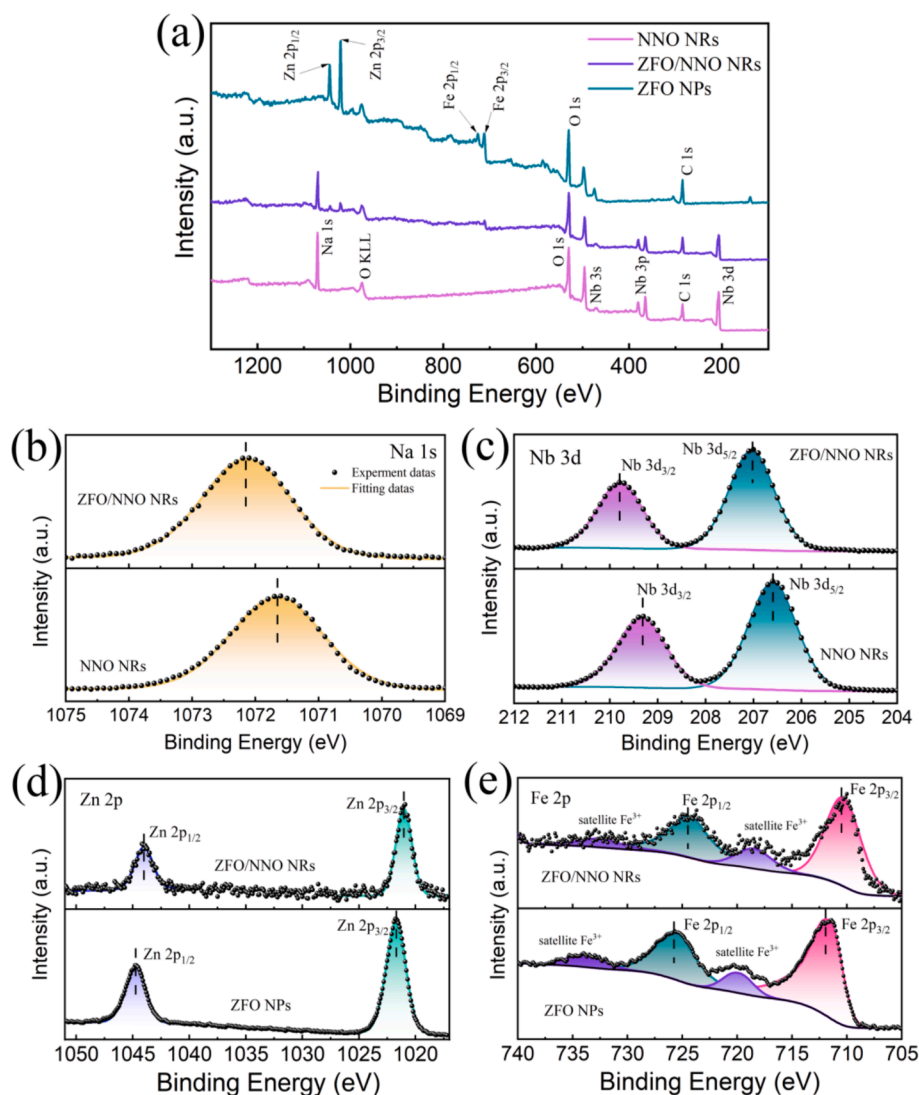 (a)
NNO NRs
ZFO/NNO NRs
ZFO NPs
Zn 2p1/2
Zn 2p3/2
Fe 2p1/2
Fe 2p3/2
O 1s
C 1s
Na 1s
O KLL
O 1s
Nb 3s
Nb 3p
C 1s
Nb 3d
Intensity (a.u.)
1200 1000 800 600 400 200
Binding Energy (eV)
(b)
Na 1s
Experment datas
Fitting datas
ZFO/NNO NRs
NNO NRs
Intensity (a.u.)
1075 1074 1073 1072 1071 1070 1069
Binding Energy (eV)
(c)
Nb 3d
Nb 3d3/2
Nb 3d5/2
ZFO/NNO NRs
Nb 3d3/2
Nb 3d5/2
NNO NRs
Intensity (a.u.)
212 211 210 209 208 207 206 205 204
Binding Energy (eV)
(d)
Zn 2p
Zn 2p3/2
Zn 2p1/2
ZFO/NNO NRs
Zn 2p3/2
Zn 2p1/2
ZFO NPs
Intensity (a.u.)
1050 1045 1040 1035 1030 1025 1020
Binding Energy (eV)
(e)
Fe 2p
Fe 2p3/2
Fe 2p1/2
satellite Fe3+
satellite Fe3+
ZFO/NNO NRs
Fe 2p1/2
Fe 2p3/2
satellite Fe3+
satellite Fe3+
ZFO NPs
Intensity (a.u.)
740 735 730 725 720 715 710 705
Binding Energy (eV)